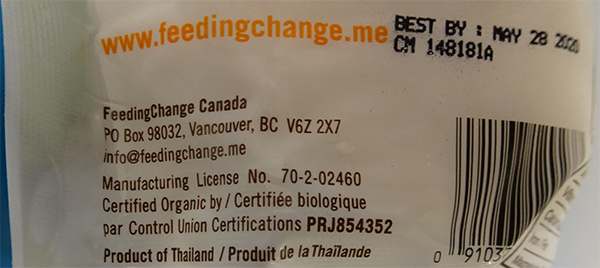 www.feedingchange.me
BEST BY : MAY 28 2020
CM 148181A
FeedingChange Canada
PO Box 98032, Vancouver, BC V6Z 2X7
info@feedingchange.me
Manufacturing License No. 70-2-02460
Certified Organic by / Certifiée biologique
par Control Union Certifications PRJ854352
Product of Thailand / Produit de la Thaïlande
0 91037